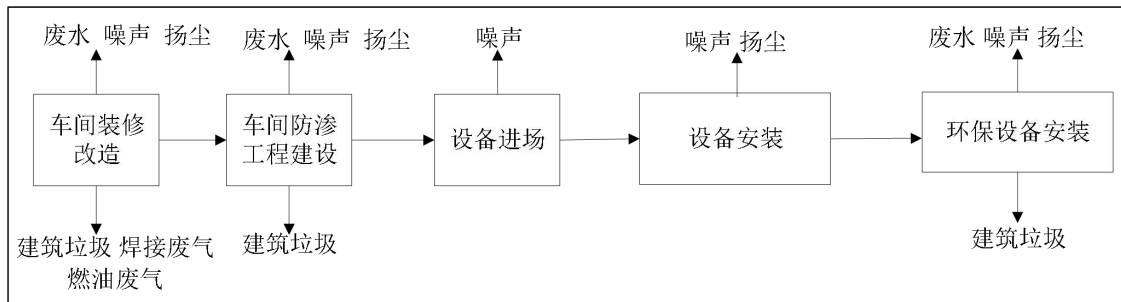 废水 噪声 扬尘
废水 噪声 扬尘
噪声
噪声 扬尘
废水 噪声 扬尘
车间装修
改造
车间防渗
工程建设
设备进场
设备安装
环保设备安装
建筑垃圾 焊接废气
燃油废气
建筑垃圾
建筑垃圾